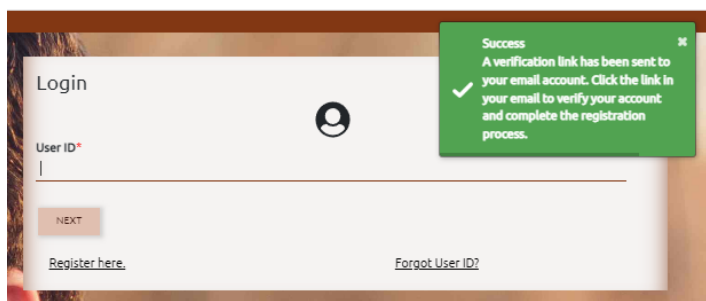 Success
A verification link has been sent to
your email account. Click the link in
your email to verify your account
and complete the registration
process.
Login
User ID*
NEXT
Register here.
Forgot User ID?